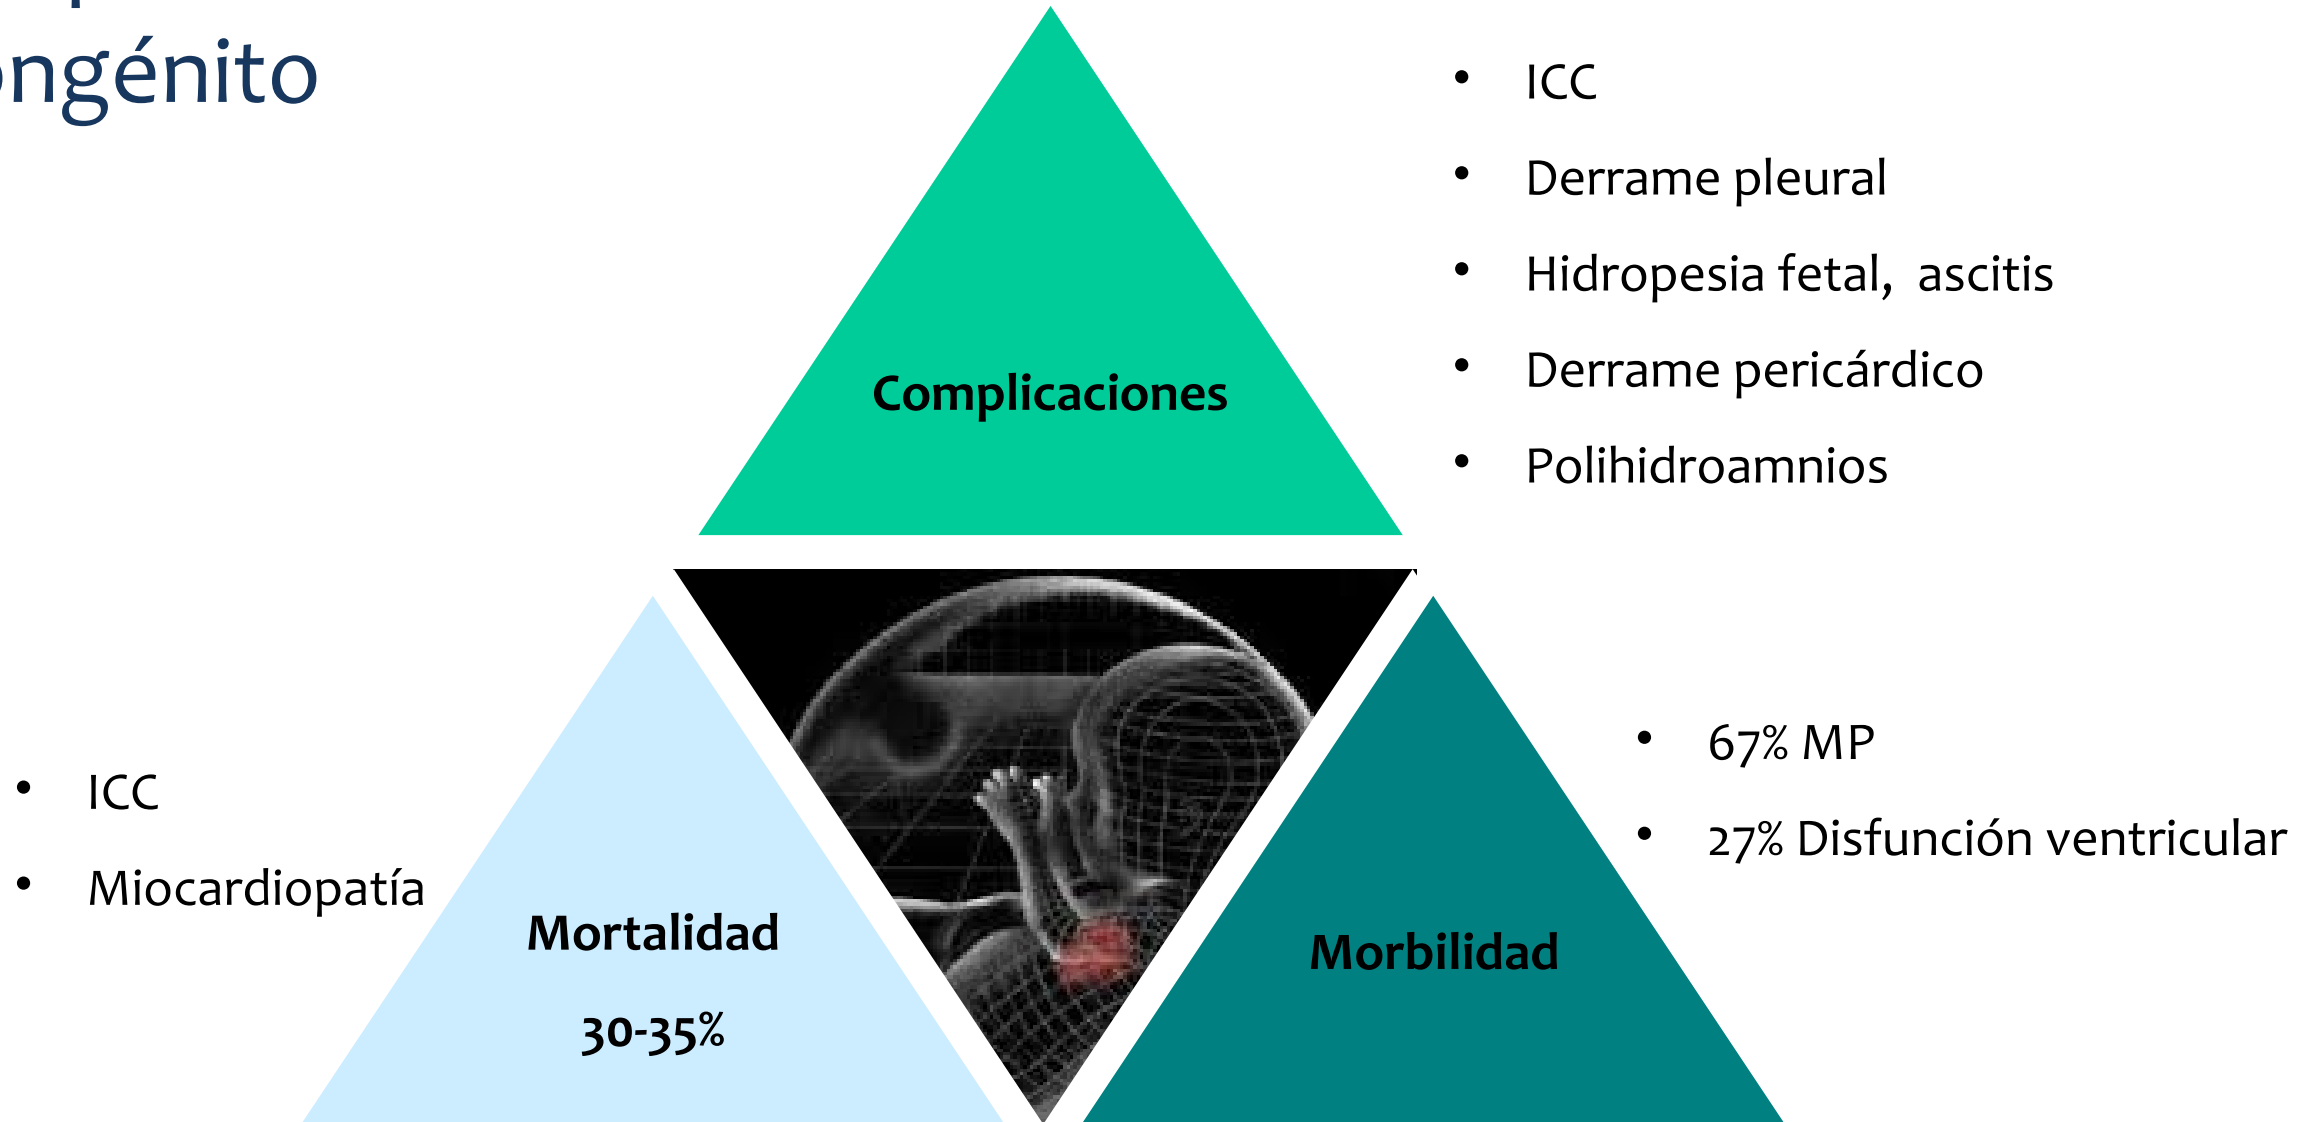 ongénito
• ICC
• Derrame pleural
• Hidropesia fetal, ascitis
• Derrame pericárdico
• Polihidroamnios
Complicaciones
• ICC
• Miocardiopatía
Mortalidad
30-35%
Morbilidad
• 67% MP
• 27% Disfunción ventricular